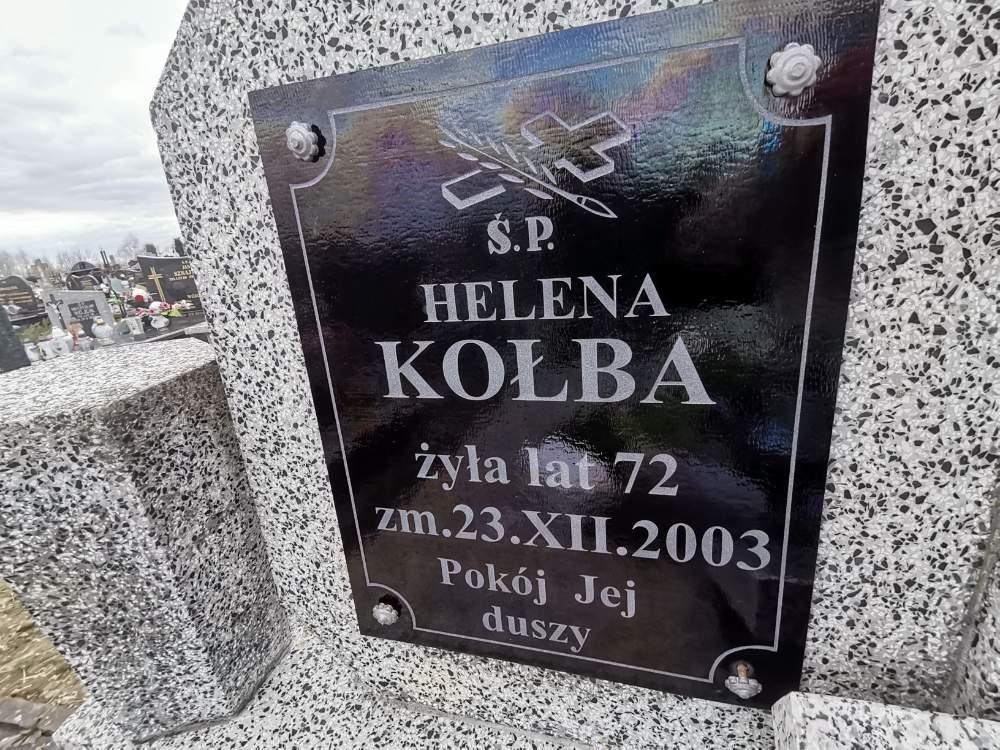 Ś.P.
HELENA
KOŁBA
żyła lat 72
zm.23.XII.2003
Pokój Jej
duszy